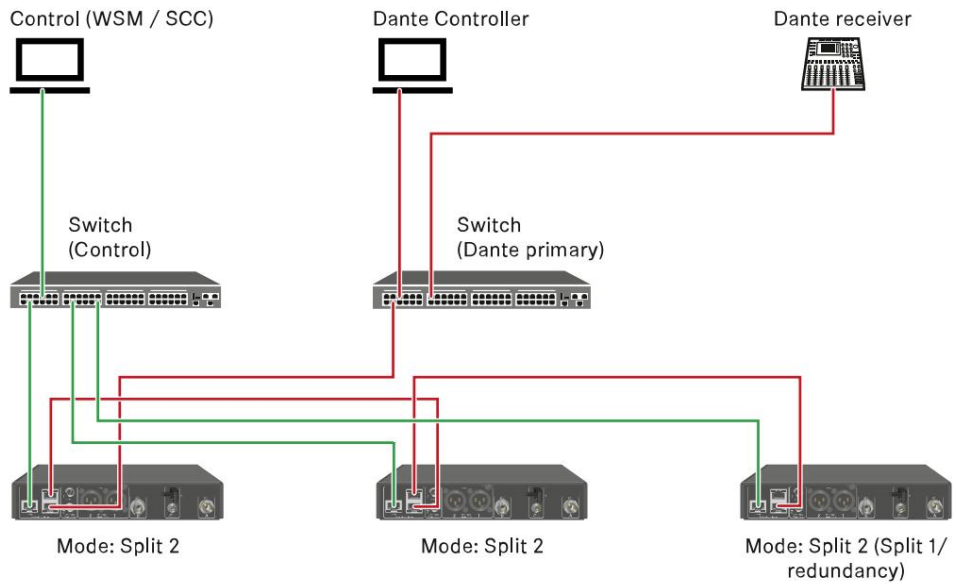 Control (WSM / SCC)
Dante Controller
Dante receiver
Switch
(Control)
Switch
(Dante primary)
Mode: Split 2
Mode: Split 2
Mode: Split 2 (Split 1/
redundancy)